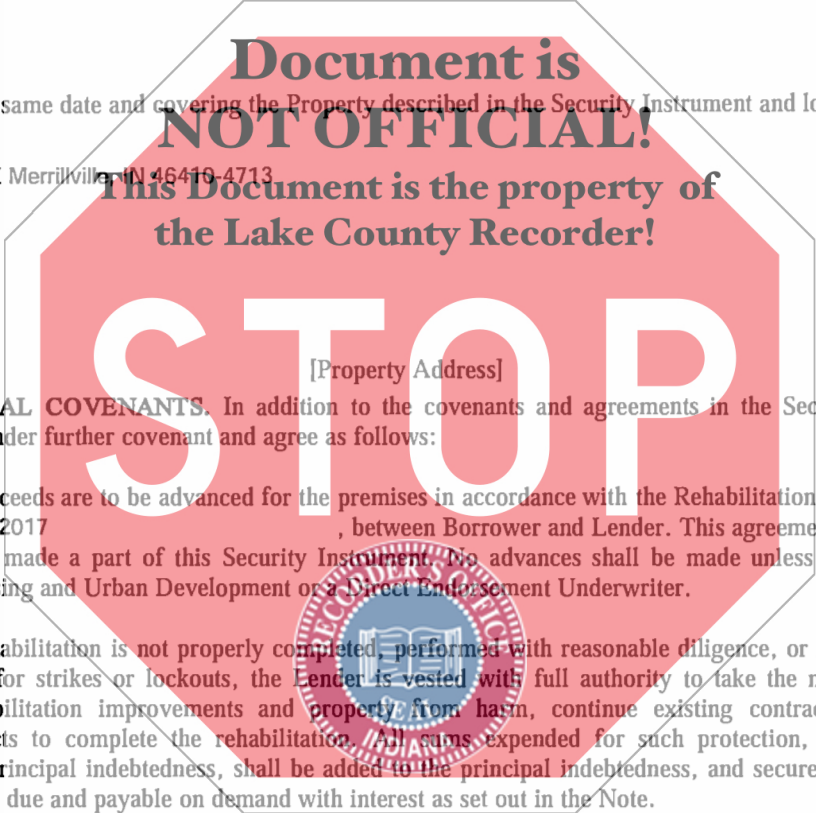 Document is
same date and covering the Property described in the Security Instrument and lo
NOT OFFICIAL!
Merrillville, IN 46410-4713
This Document is the property of
the Lake County Recorder!
STOP
[Property Address]
AL COVENANTS. In addition to the covenants and agreements in the Sec
der further covenant and agree as follows:
ceeds are to be advanced for the premises in accordance with the Rehabilitation
2017 , between Borrower and Lender. This agreeme
made a part of this Security Instrument. No advances shall be made unless
ing and Urban Development or a Direct Endorsement Underwriter.
abilitation is not properly completed, performed with reasonable diligence, or
for strikes or lockouts, the Lender is vested with full authority to take the n
ilitation improvements and property from harm, continue existing contrac
ts to complete the rehabilitation. All sums expended for such protection,
rincipal indebtedness, shall be added to the principal indebtedness, and secure
due and payable on demand with interest as set out in the Note.
RECORDER'S OFFICE
SEAL
INDIANA